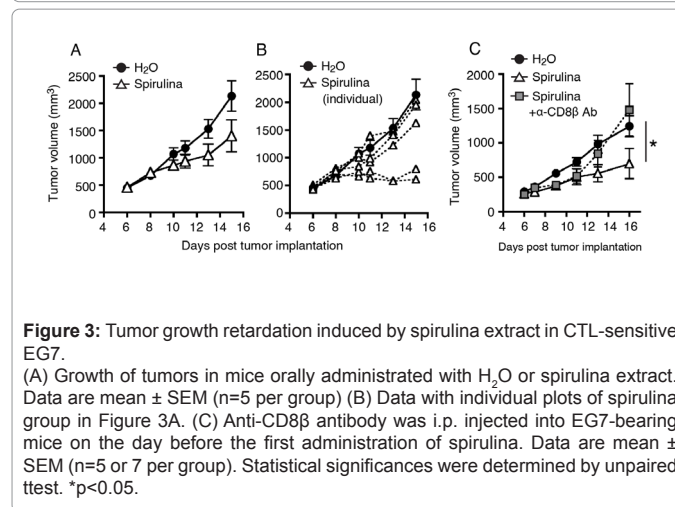 A
B
C
H₂O
Spirulina
H₂O
Spirulina
(individual)
H₂O
Spirulina
Spirulina
+α-CD8β Ab
Tumor volume (mm³)
2500
2000
1500
1000
500
0
4 6 8 10 12 14 16
2500
2000
1500
1000
500
0
4 6 8 10 12 14 16
Days post tumor implantation
Tumor volume (mm³)
2000
1500
1000
500
0
4 6 8 10 12 14 16
Days post tumor implantation
*
Figure 3: Tumor growth retardation induced by spirulina extract in CTL-sensitive
EG7.
(A) Growth of tumors in mice orally administrated with H₂O or spirulina extract.
Data are mean ± SEM (n=5 per group) (B) Data with individual plots of spirulina
group in Figure 3A. (C) Anti-CD8β antibody was i.p. injected into EG7-bearing
mice on the day before the first administration of spirulina. Data are mean ±
SEM (n=5 or 7 per group). Statistical significances were determined by unpaired
ttest. *p<0.05.